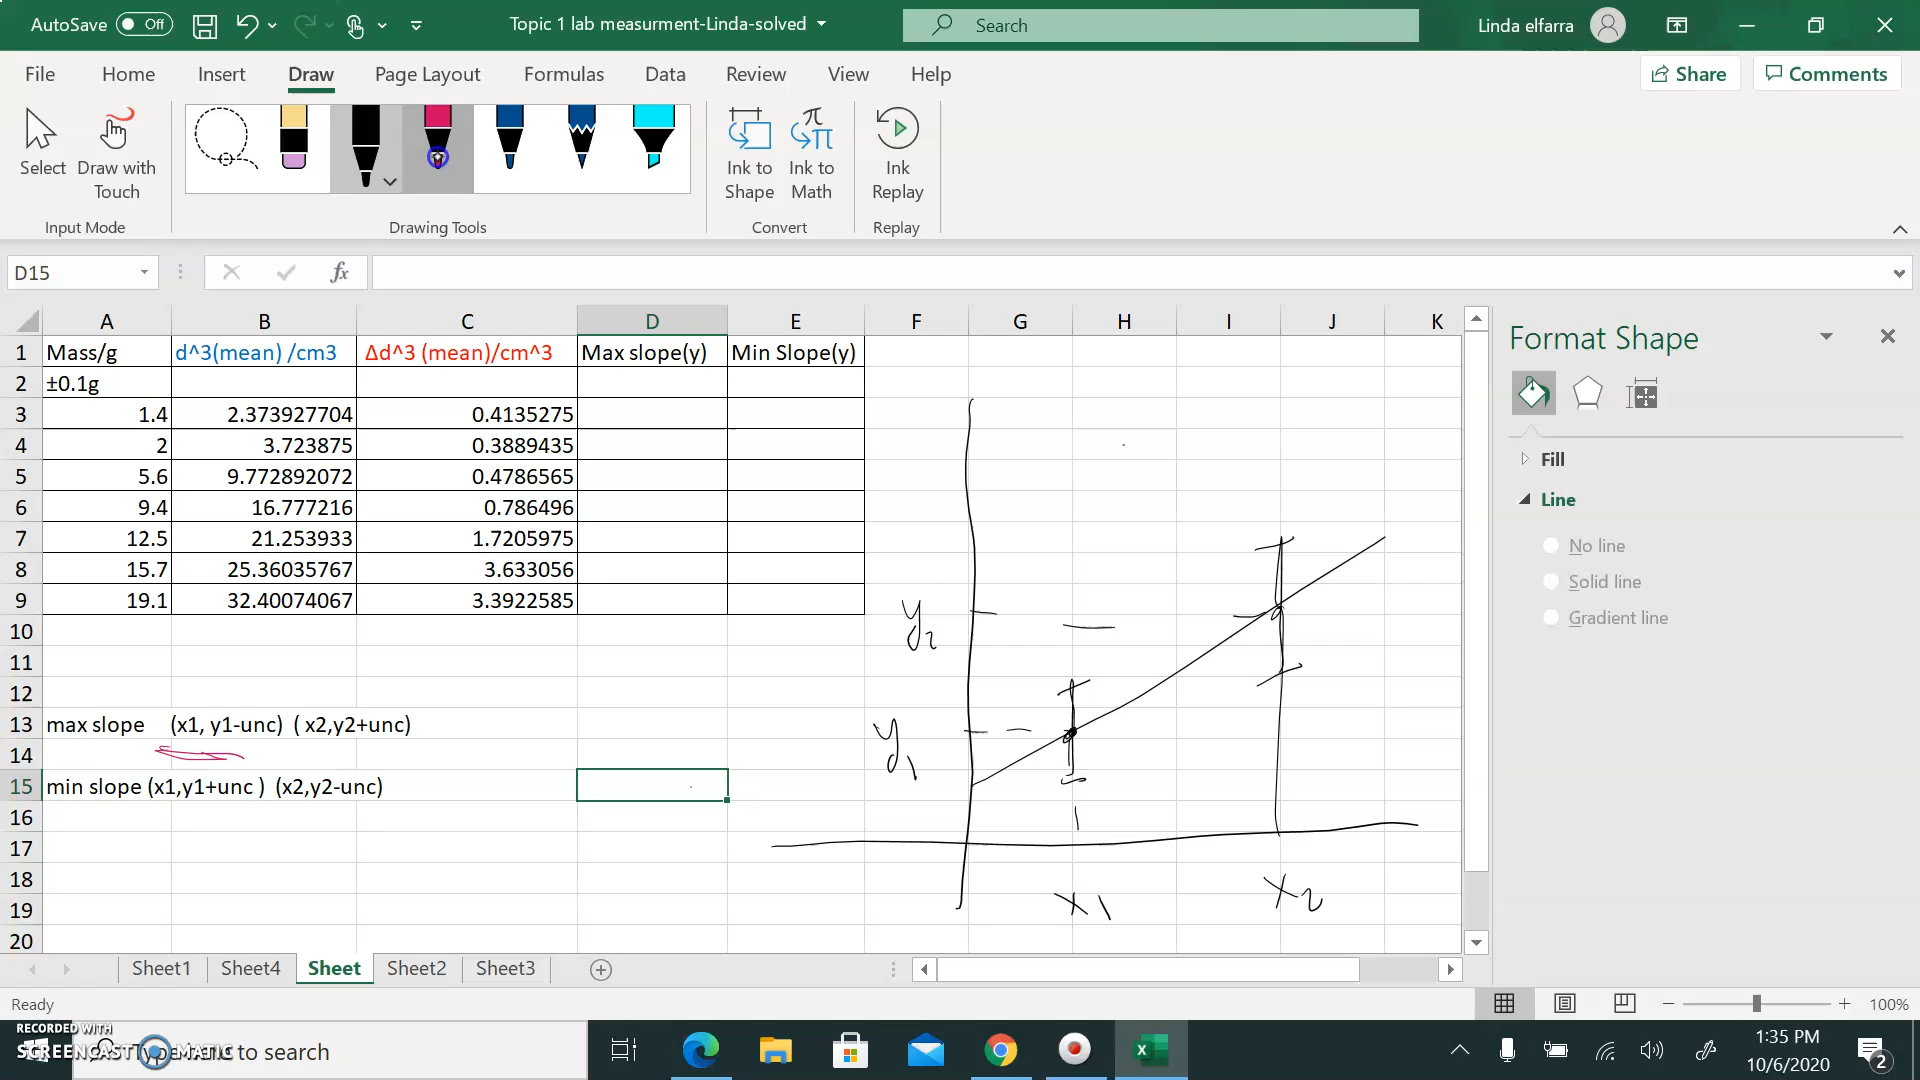 AutoSave Off Topic 1 lab measurment-Linda-solved Search Linda elfarra
File Home Insert Draw Page Layout Formulas Data Review View Help Share Comments
Select Draw with Touch Ink to Shape Ink to Math Ink Replay
Input Mode Drawing Tools Convert Replay
D15 fx
A B C D E F G H I J K
1 Mass/g d^3(mean) /cm3 Δd^3 (mean)/cm^3 Max slope(y) Min Slope(y)
2 ±0.1g
3 1.4 2.373927704 0.4135275
4 2 3.723875 0.3889435
5 5.6 9.772892072 0.4786565
6 9.4 16.777216 0.786496
7 12.5 21.253933 1.7205975
8 15.7 25.36035767 3.633056
9 19.1 32.40074067 3.3922585
10
11
12
13 max slope (x1, y1-unc) ( x2,y2+unc)
14
15 min slope (x1,y1+unc ) (x2,y2-unc)
16
17
18
19
20
y2
y1
x1 x2
Format Shape
Fill
Line
No line
Solid line
Gradient line
Sheet1 Sheet4 Sheet Sheet2 Sheet3
Ready 100%
RECORDED WITH
SCREENCAST MATIC
Type here to search
1:35 PM
10/6/2020
2